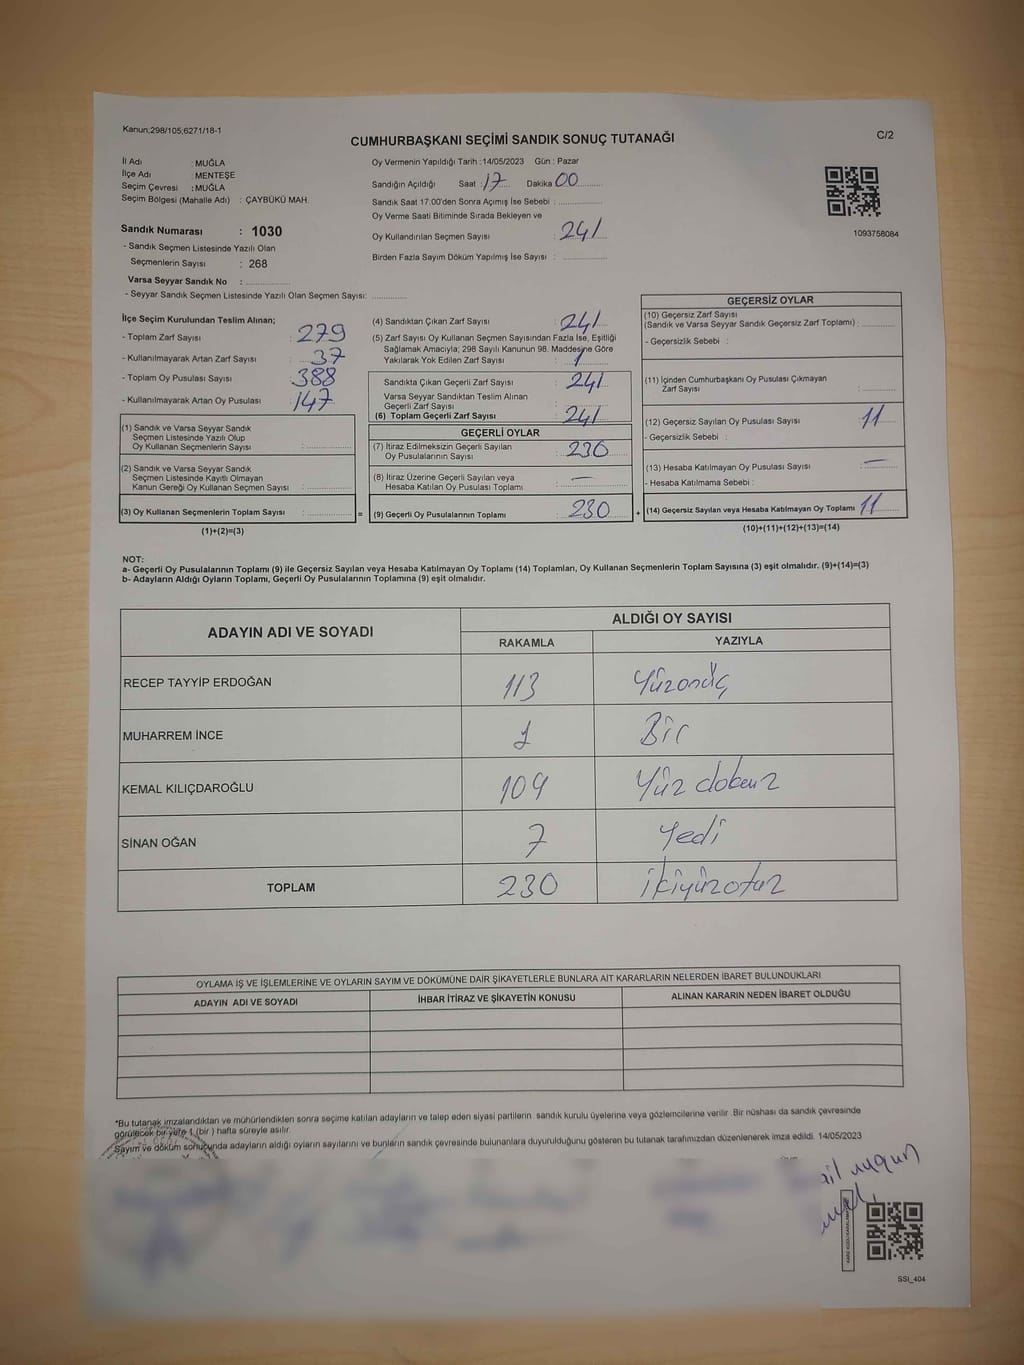 Kanun;298/105;6271/18-1
C/2
CUMHURBAŞKANI SEÇİMİ SANDIK SONUÇ TUTANAĞI
İl Adı : MUĞLA
İlçe Adı : MENTEŞE
Seçim Çevresi : MUĞLA
Seçim Bölgesi (Mahalle Adı) : ÇAYBÜKÜ MAH.
Sandık Numarası : 1030
- Sandık Seçmen Listesinde Yazılı Olan
Seçmenlerin Sayısı : 268
Varsa Seyyar Sandık No :
- Seyyar Sandık Seçmen Listesinde Yazılı Olan Seçmen Sayısı:
Oy Vermenin Yapıldığı Tarih :14/05/2023 Gün : Pazar
Sandığın Açıldığı Saat : 17 Dakika 00
Sandık Saat 17:00'den Sonra Açımış İse Sebebi :
Oy Verme Saati Bitiminde Sırada Bekleyen ve
Oy Kullandırılan Seçmen Sayısı : 241
Birden Fazla Sayım Döküm Yapılmış İse Sayısı :
1093758084
İlçe Seçim Kurulundan Teslim Alınan;
- Toplam Zarf Sayısı : 279
- Kullanılmayarak Artan Zarf Sayısı : 37
- Toplam Oy Pusulası Sayısı : 388
- Kullanılmayarak Artan Oy Pusulası : 147
(1) Sandık ve Varsa Seyyar Sandık
Seçmen Listesinde Yazılı Olup
Oy Kullanan Seçmenlerin Sayısı :
(2) Sandık ve Varsa Seyyar Sandık
Seçmen Listesinde Kayıtlı Olmayan
Kanun Gereği Oy Kullanan Seçmen Sayısı :
(3) Oy Kullanan Seçmenlerin Toplam Sayısı : =
(1)+(2)=(3)
(4) Sandıktan Çıkan Zarf Sayısı : 241
(5) Zarf Sayısı Oy Kullanan Seçmen Sayısından Fazla İse, Eşitliği
Sağlamak Amacıyla; 298 Sayılı Kanunun 98. Maddesine Göre
Yakılarak Yok Edilen Zarf Sayısı : 1
Sandıkta Çıkan Geçerli Zarf Sayısı : 241
Varsa Seyyar Sandıktan Teslim Alınan
Geçerli Zarf Sayısı :
(6) Toplam Geçerli Zarf Sayısı : 241
GEÇERLİ OYLAR
(7) İtiraz Edilmeksizin Geçerli Sayılan
Oy Pusulalarının Sayısı : 230
(8) İtiraz Üzerine Geçerli Sayılan veya
Hesaba Katılan Oy Pusulası Toplamı : —
(9) Geçerli Oy Pusulalarının Toplamı : 230 +
GEÇERSİZ OYLAR
(10) Geçersiz Zarf Sayısı
(Sandık ve Varsa Seyyar Sandık Geçersiz Zarf Toplamı) :
- Geçersizlik Sebebi :
(11) İçinden Cumhurbaşkanı Oy Pusulası Çıkmayan
Zarf Sayısı :
(12) Geçersiz Sayılan Oy Pusulası Sayısı : 11
- Geçersizlik Sebebi :
(13) Hesaba Katılmayan Oy Pusulası Sayısı : —
- Hesaba Katılmama Sebebi :
(14) Geçersiz Sayılan veya Hesaba Katılmayan Oy Toplamı : 11
(10)+(11)+(12)+(13)=(14)
NOT:
a- Geçerli Oy Pusulalarının Toplamı (9) ile Geçersiz Sayılan veya Hesaba Katılmayan Oy Toplamı (14) Toplamları, Oy Kullanan Seçmenlerin Toplam Sayısına (3) eşit olmalıdır. (9)+(14)=(3)
b- Adayların Aldığı Oyların Toplamı, Geçerli Oy Pusulalarının Toplamına (9) eşit olmalıdır.
ADAYIN ADI VE SOYADI ALDIĞI OY SAYISI
RAKAMLA YAZIYLA
RECEP TAYYİP ERDOĞAN 113 Yüzonüç
MUHARREM İNCE 1 Bir
KEMAL KILIÇDAROĞLU 109 Yüz dokuz
SİNAN OĞAN 7 Yedi
TOPLAM 230 ikiyüzotuz
OYLAMA İŞ VE İŞLEMLERİNE VE OYLARIN SAYIM VE DÖKÜMÜNE DAİR ŞİKAYETLERLE BUNLARA AİT KARARLARIN NELERDEN İBARET BULUNDUKLARI
ADAYIN ADI VE SOYADI İHBAR İTİRAZ VE ŞİKAYETİN KONUSU ALINAN KARARIN NEDEN İBARET OLDUĞU
*Bu tutanak imzalandıktan ve mühürlendikten sonra seçime katılan adayların ve talep eden siyasi partilerin sandık kurulu üyelerine veya gözlemcilerine verilir .Bir nüshası da sandık çevresinde
görülecek bir yere 1 (bir ) hafta süreyle asılır.
Sayım ve döküm sonucunda adayların aldığı oyların sayılarını ve bunların sandık çevresinde bulunanlara duyurulduğunu gösteren bu tutanak tarafımızdan düzenlenerek imza edildi. 14/05/2023
SSI_404